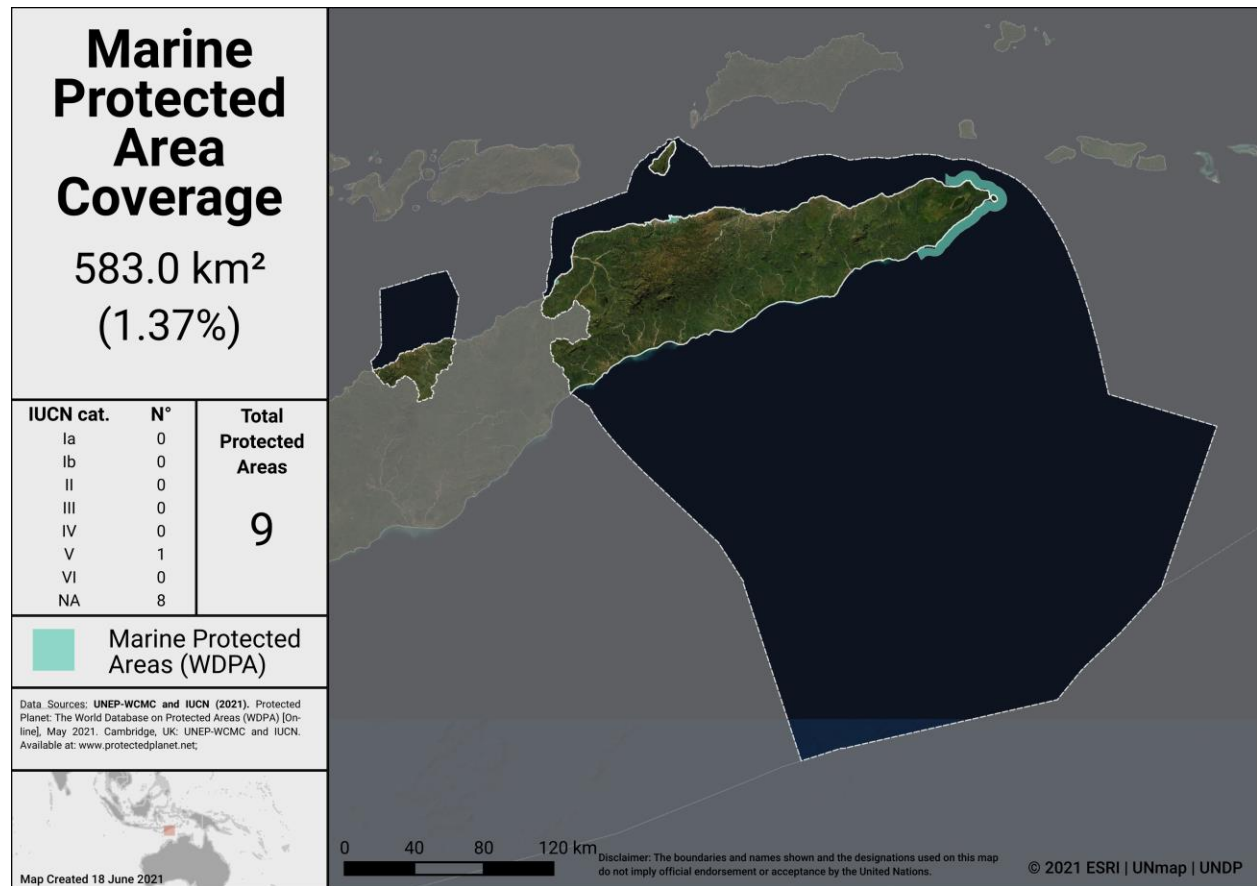 Marine
Protected
Area
Coverage
583.0 km²
(1.37%)
IUCN cat. N°
Ia 0
Ib 0
II 0
III 0
IV 0
V 1
VI 0
NA 8
Total
Protected
Areas
9
Marine Protected
Areas (WDPA)
Data Sources: UNEP-WCMC and IUCN (2021). Protected
Planet: The World Database on Protected Areas (WDPA) [On-
line], May 2021. Cambridge, UK: UNEP-WCMC and IUCN.
Available at: www.protectedplanet.net;
Map Created 18 June 2021
0 40 80 120 km
Disclaimer: The boundaries and names shown and the designations used on this map
do not imply official endorsement or acceptance by the United Nations.
© 2021 ESRI | UNmap | UNDP